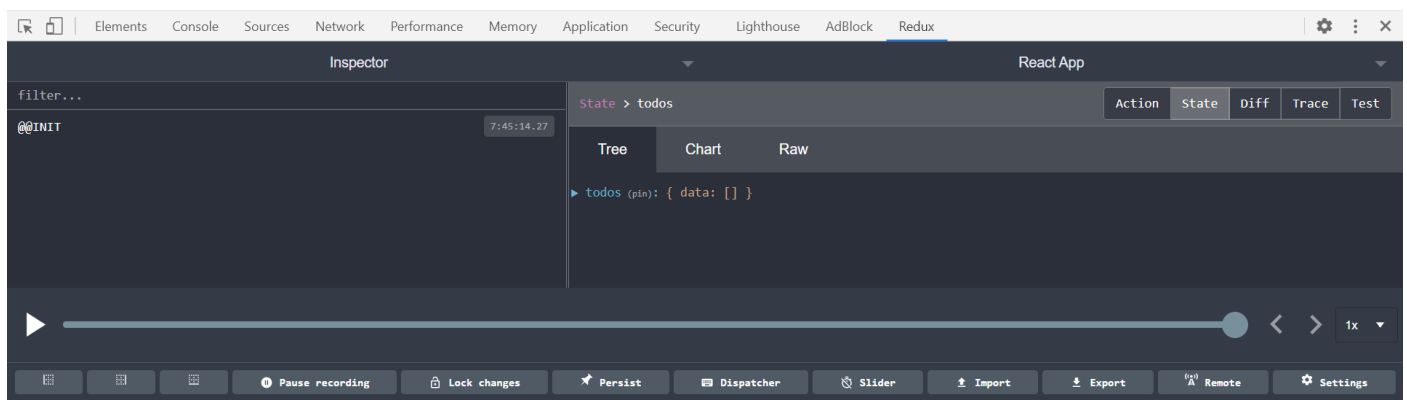 Elements Console Sources Network Performance Memory Application Security Lighthouse AdBlock Redux
Inspector React App
filter...
State > todos Action State Diff Trace Test
@@INIT 7:45:14.27
Tree Chart Raw
todos (pin): { data: [] }
1x
Pause recording Lock changes Persist Dispatcher Slider Import Export Remote Settings